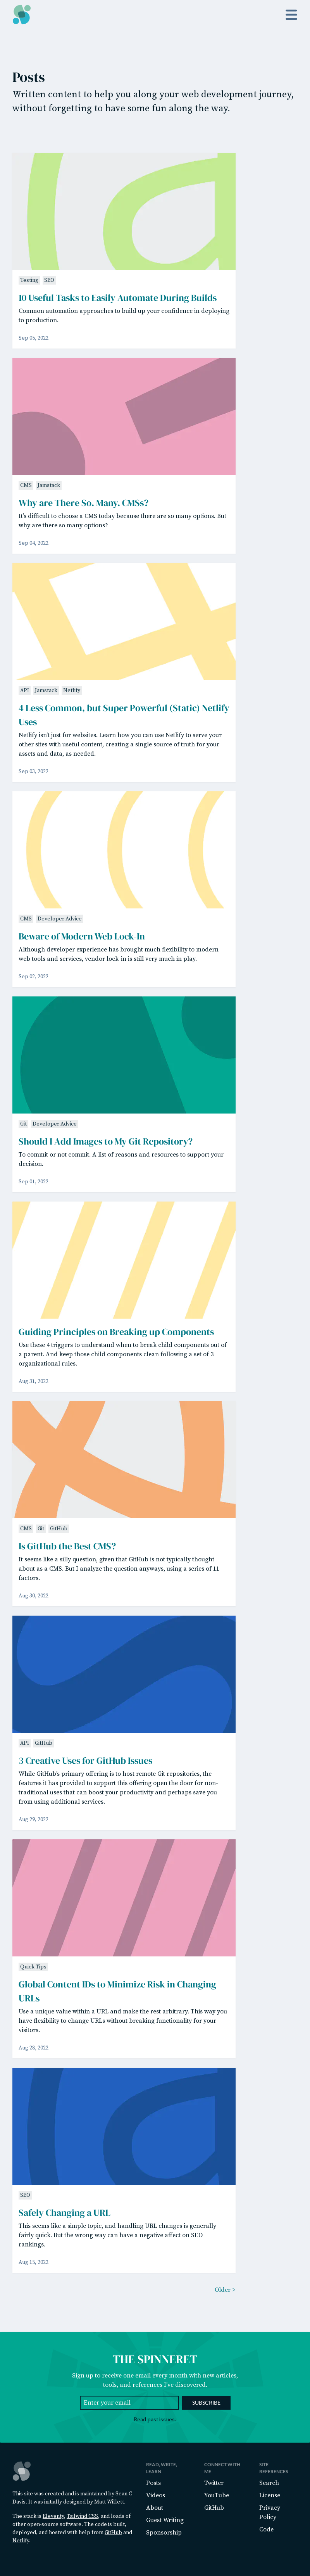 Posts
Written content to help you along your web development journey,
without forgetting to have some fun along the way.
Testing SEO
10 Useful Tasks to Easily Automate During Builds
Common automation approaches to build up your confidence in deploying
to production.
Sep 05, 2022
CMS Jamstack
Why are There So. Many. CMSs?
It's difficult to choose a CMS today because there are so many options. But
why are there so many options?
Sep 04, 2022
API Jamstack Netlify
4 Less Common, but Super Powerful (Static) Netlify
Uses
Netlify isn't just for websites. Learn how you can use Netlify to serve your
other sites with useful content, creating a single source of truth for your
assets and data, as needed.
Sep 03, 2022
CMS Developer Advice
Beware of Modern Web Lock-In
Although developer experience has brought much flexibility to modern
web tools and services, vendor lock-in is still very much in play.
Sep 02, 2022
Git Developer Advice
Should I Add Images to My Git Repository?
To commit or not commit. A list of reasons and resources to support your
decision.
Sep 01, 2022
Guiding Principles on Breaking up Components
Use these 4 triggers to understand when to break child components out of
a parent. And keep those child components clean following a set of 3
organizational rules.
Aug 31, 2022
CMS Git GitHub
Is GitHub the Best CMS?
It seems like a silly question, given that GitHub is not typically thought
about as a CMS. But I analyze the question anyways, using a series of 11
factors.
Aug 30, 2022
API GitHub
3 Creative Uses for GitHub Issues
While GitHub's primary offering is to host remote Git repositories, the
features it has provided to support this offering open the door for non-
traditional uses that can boost your productivity and perhaps save you
from using additional services.
Aug 29, 2022
Quick Tips
Global Content IDs to Minimize Risk in Changing
URLs
Use a unique value within a URL and make the rest arbitrary. This way you
have flexibility to change URLs without breaking functionality for your
visitors.
Aug 28, 2022
SEO
Safely Changing a URL
This seems like a simple topic, and handling URL changes is generally
fairly quick. But the wrong way can have a negative affect on SEO
rankings.
Aug 15, 2022
Older >
THE SPINNERET
Sign up to receive one email every month with new articles,
tools, and references I've discovered.
Enter your email
SUBSCRIBE
Read past issues.
This site was created and is maintained by Sean C
Davis. It was initially designed by Matt Willett.
The stack is Eleventy, Tailwind CSS, and loads of
other open-source software. The code is built,
deployed, and hosted with help from GitHub and
Netlify.
READ, WRITE,
LEARN
Posts
Videos
About
Guest Writing
Sponsorship
CONNECT WITH
ME
Twitter
YouTube
GitHub
SITE
REFERENCES
Search
License
Privacy
Policy
Code